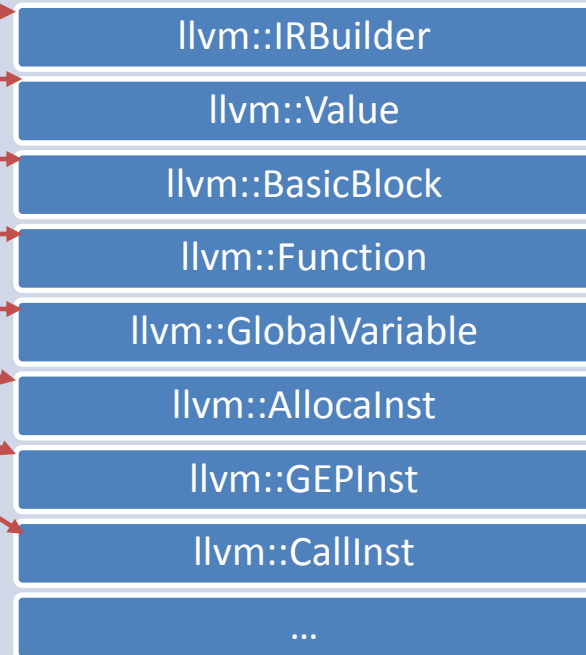 llvm::IRBuilder
llvm::Value
llvm::BasicBlock
llvm::Function
llvm::GlobalVariable
llvm::AllocaInst
llvm::GEPInst
llvm::CallInst
...